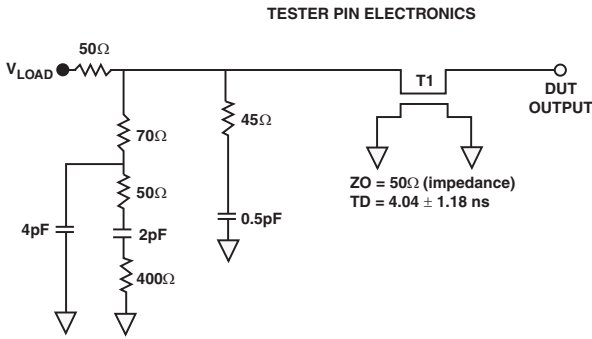 TESTER PIN ELECTRONICS
50Ω
VLOAD
T1
DUT
OUTPUT
70Ω
45Ω
50Ω
ZO = 50Ω (impedance)
TD = 4.04 ± 1.18 ns
4pF
2pF
0.5pF
400Ω